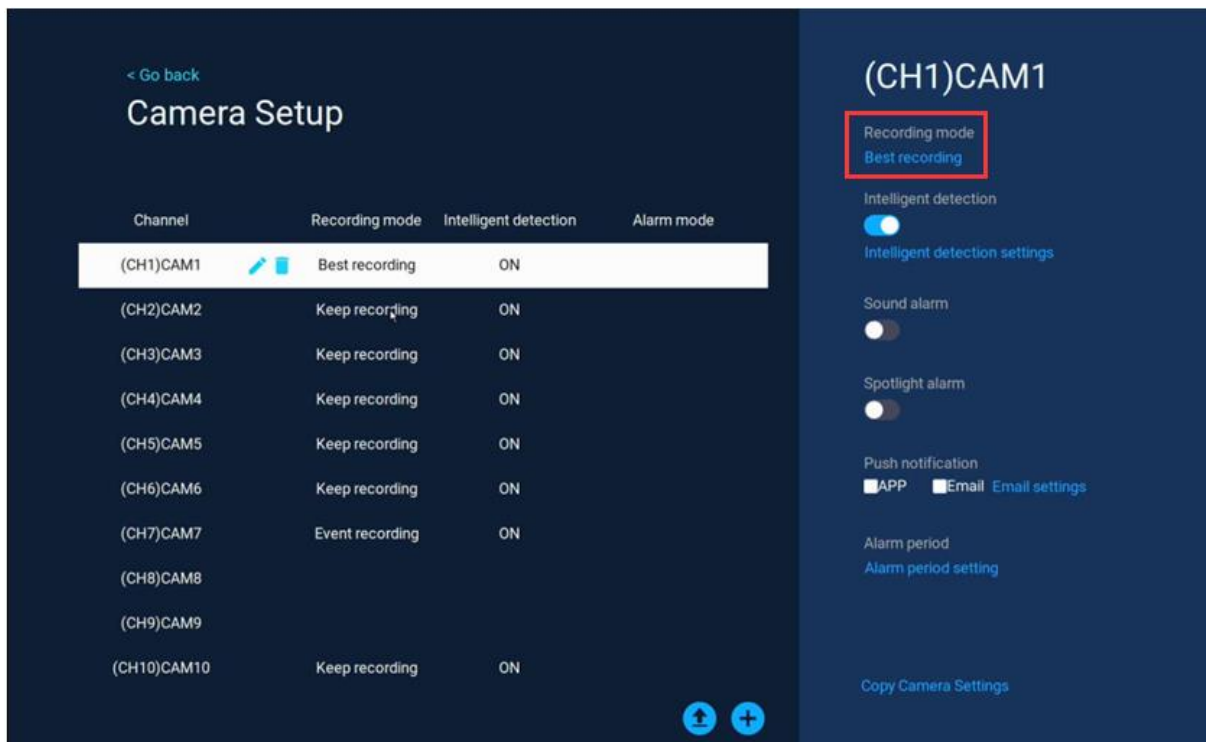 < Go back
Camera Setup
Channel Recording mode Intelligent detection Alarm mode
(CH1)CAM1 Best recording ON
(CH2)CAM2 Keep recording ON
(CH3)CAM3 Keep recording ON
(CH4)CAM4 Keep recording ON
(CH5)CAM5 Keep recording ON
(CH6)CAM6 Keep recording ON
(CH7)CAM7 Event recording ON
(CH8)CAM8
(CH9)CAM9
(CH10)CAM10 Keep recording ON
(CH1)CAM1
Recording mode
Best recording
Intelligent detection
Intelligent detection settings
Sound alarm
Spotlight alarm
Push notification
APP Email Email settings
Alarm period
Alarm period setting
Copy Camera Settings